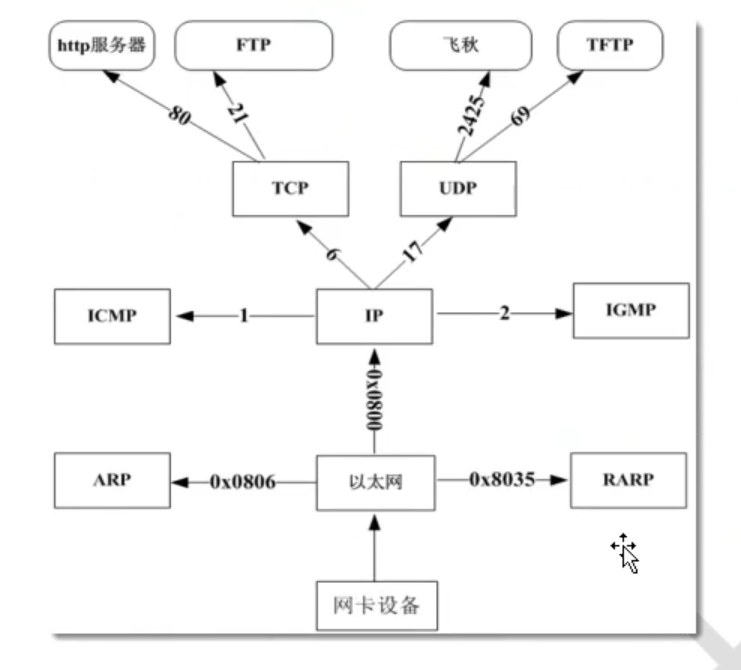 http服务器
FTP
飞秋
TFTP
80
21
2425
69
TCP
UDP
6
17
ICMP
1
IP
2
IGMP
0x0800
ARP
0x0806
以太网
0x8035
RARP
网卡设备